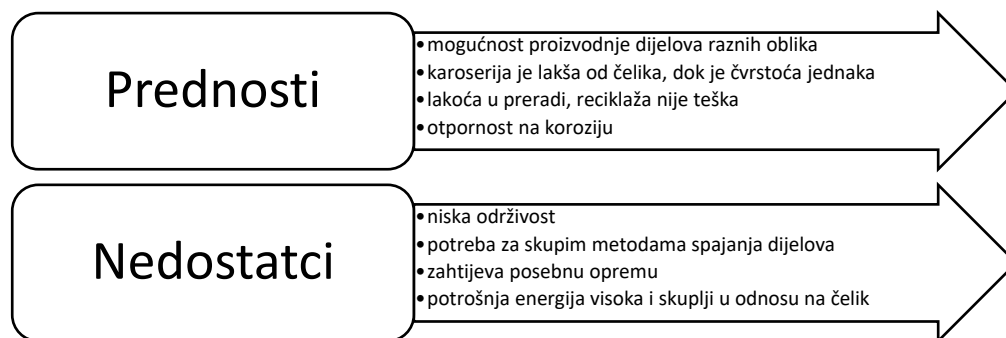 Prednosti
•mogućnost proizvodnje dijelova raznih oblika
•karoserija je lakša od čelika, dok je čvrstoća jednaka
•lakoća u preradi, reciklaža nije teška
•otpornost na koroziju
Nedostatci
•niska održivost
•potreba za skupim metodama spajanja dijelova
•zahtijeva posebnu opremu
•potrošnja energija visoka i skuplji u odnosu na čelik